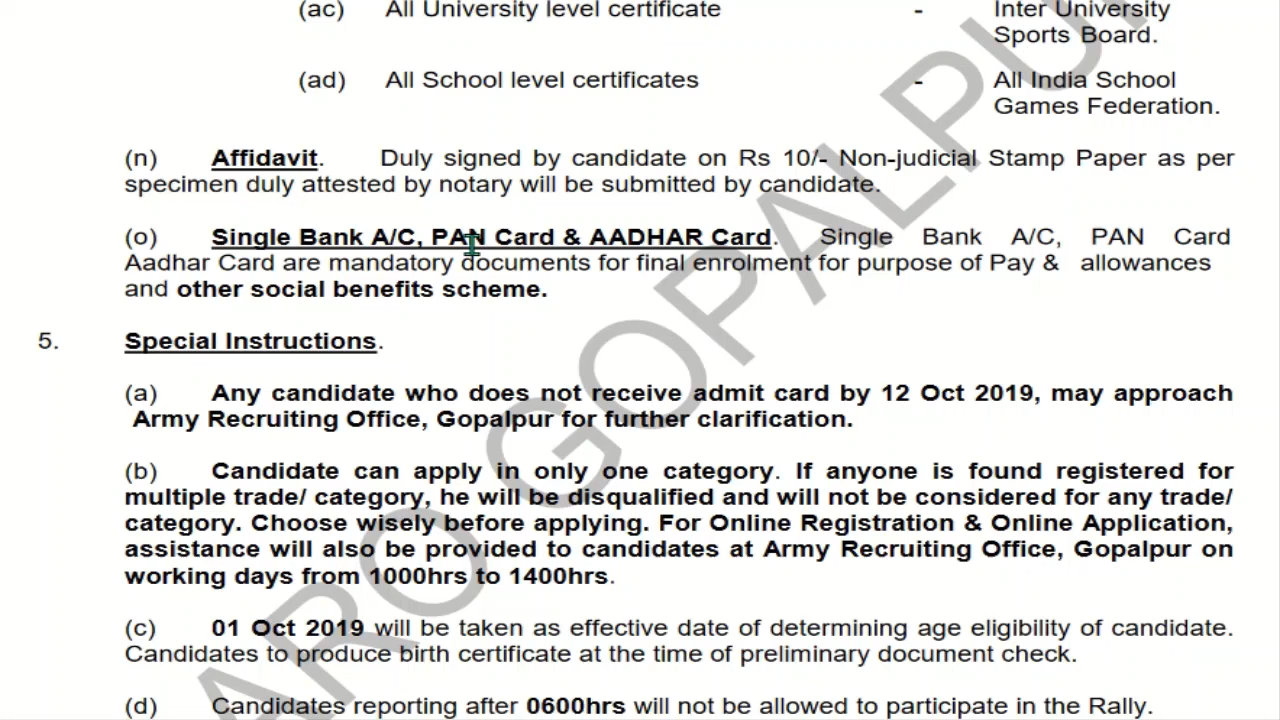 (ac) All University level certificate - Inter University
Sports Board.
(ad) All School level certificates - All India School
Games Federation.
(n) Affidavit. Duly signed by candidate on Rs 10/- Non-judicial Stamp Paper as per
specimen duly attested by notary will be submitted by candidate.
(o) Single Bank A/C, PAN Card & AADHAR Card. Single Bank A/C, PAN Card
Aadhar Card are mandatory documents for final enrolment for purpose of Pay & allowances
and other social benefits scheme.
5. Special Instructions.
(a) Any candidate who does not receive admit card by 12 Oct 2019, may approach
Army Recruiting Office, Gopalpur for further clarification.
(b) Candidate can apply in only one category. If anyone is found registered for
multiple trade/ category, he will be disqualified and will not be considered for any trade/
category. Choose wisely before applying. For Online Registration & Online Application,
assistance will also be provided to candidates at Army Recruiting Office, Gopalpur on
working days from 1000hrs to 1400hrs.
(c) 01 Oct 2019 will be taken as effective date of determining age eligibility of candidate.
Candidates to produce birth certificate at the time of preliminary document check.
(d) Candidates reporting after 0600hrs will not be allowed to participate in the Rally.
ARO GOPALPUR